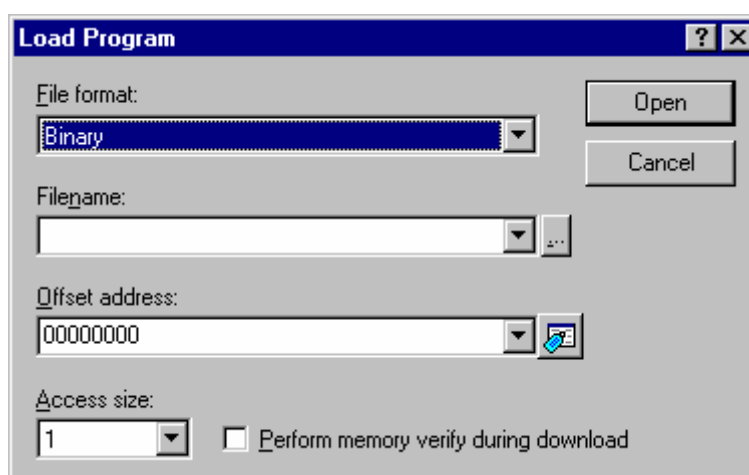 Load Program
File format:
Open
Binary
Cancel
Filename:
...
Offset address:
00000000
Access size:
1
Perform memory verify during download